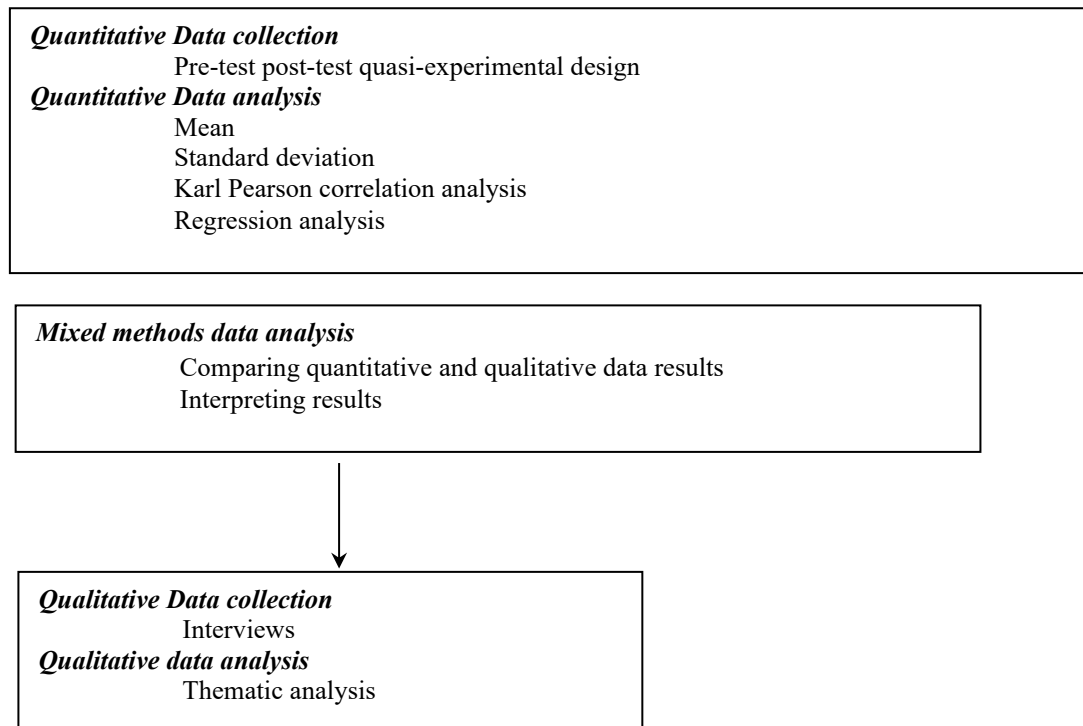 Quantitative Data collection
Pre-test post-test quasi-experimental design
Quantitative Data analysis
Mean
Standard deviation
Karl Pearson correlation analysis
Regression analysis
Mixed methods data analysis
Comparing quantitative and qualitative data results
Interpreting results
Qualitative Data collection
Interviews
Qualitative data analysis
Thematic analysis